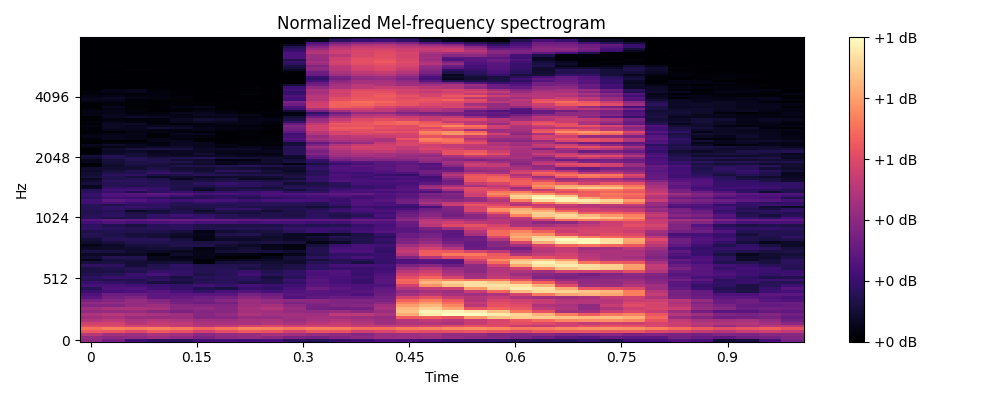 Normalized Mel-frequency spectrogram
Hz
4096
2048
1024
512
0
0 0.15 0.3 0.45 0.6 0.75 0.9
Time
+1 dB
+1 dB
+1 dB
+0 dB
+0 dB
+0 dB